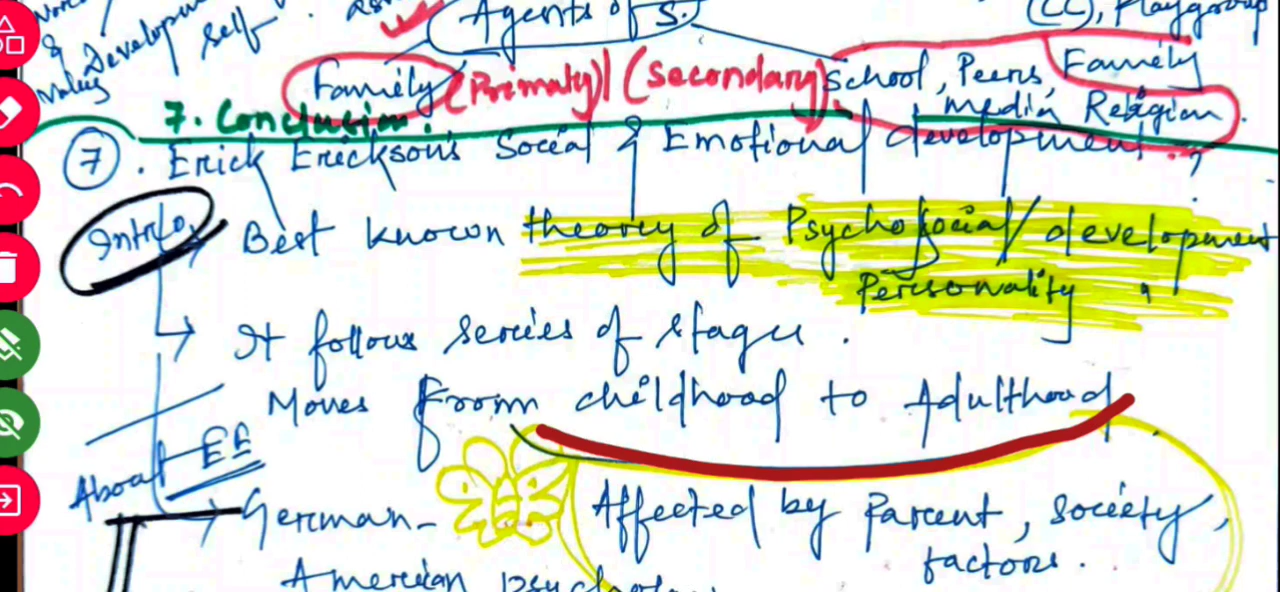 & Development
self
Values
Agents of S.
(CC), Playgroup
Family (Primary) (Secondary) School, Peers, Family
media Religion.
7. Conclusion.
7. Erick Erickson's Social & Emotional development.?
Intro → Best known theory of Psychosocial/development
Personality.
→ It follows series of stages.
Moves from childhood to Adulthood.
About EE
→ German-
American psycholo
Affected by Parent, society,
factors.